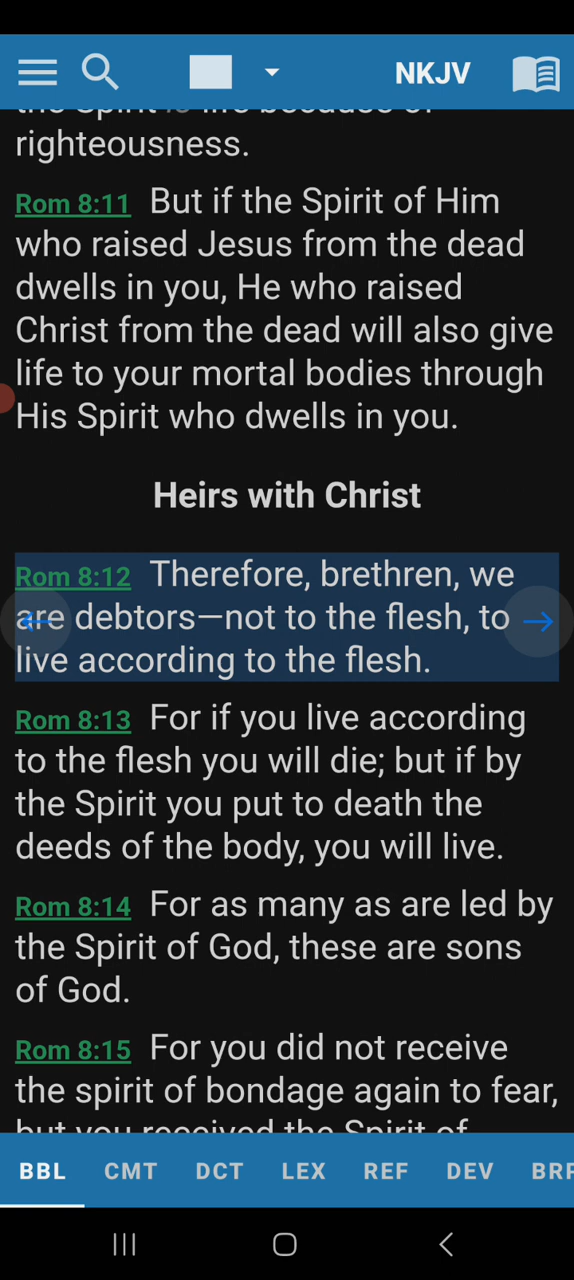 NKJV
righteousness.
Rom 8:11 But if the Spirit of Him
who raised Jesus from the dead
dwells in you, He who raised
Christ from the dead will also give
life to your mortal bodies through
His Spirit who dwells in you.
Heirs with Christ
Rom 8:12 Therefore, brethren, we
are debtors—not to the flesh, to
live according to the flesh.
Rom 8:13 For if you live according
to the flesh you will die; but if by
the Spirit you put to death the
deeds of the body, you will live.
Rom 8:14 For as many as are led by
the Spirit of God, these are sons
of God.
Rom 8:15 For you did not receive
the spirit of bondage again to fear,
but you received the Spirit of
BBL CMT DCT LEX REF DEV BRP